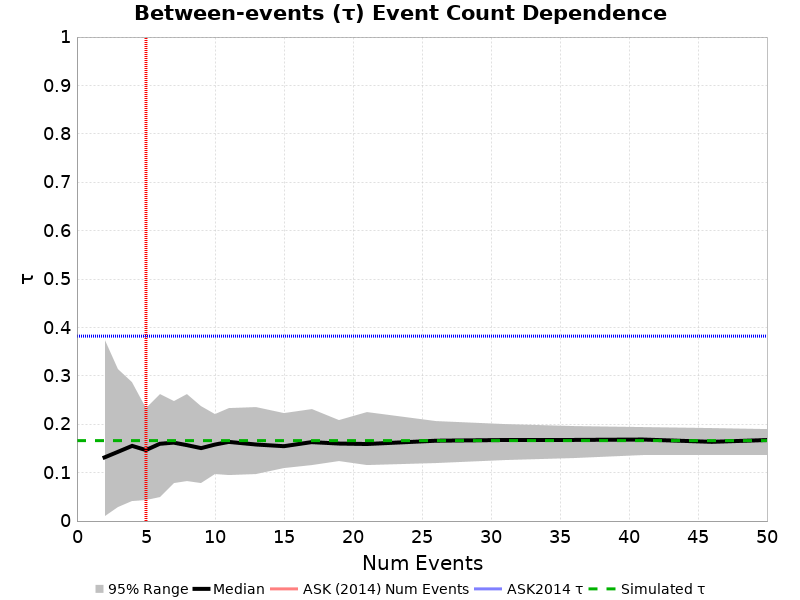 Between-events (τ) Event Count Dependence
1
0.9
0.8
0.7
0.6
0.5
0.4
0.3
0.2
0.1
0
τ
0 5 10 15 20 25 30 35 40 45 50
Num Events
95% Range Median ASK (2014) Num Events ASK2014 τ Simulated τ